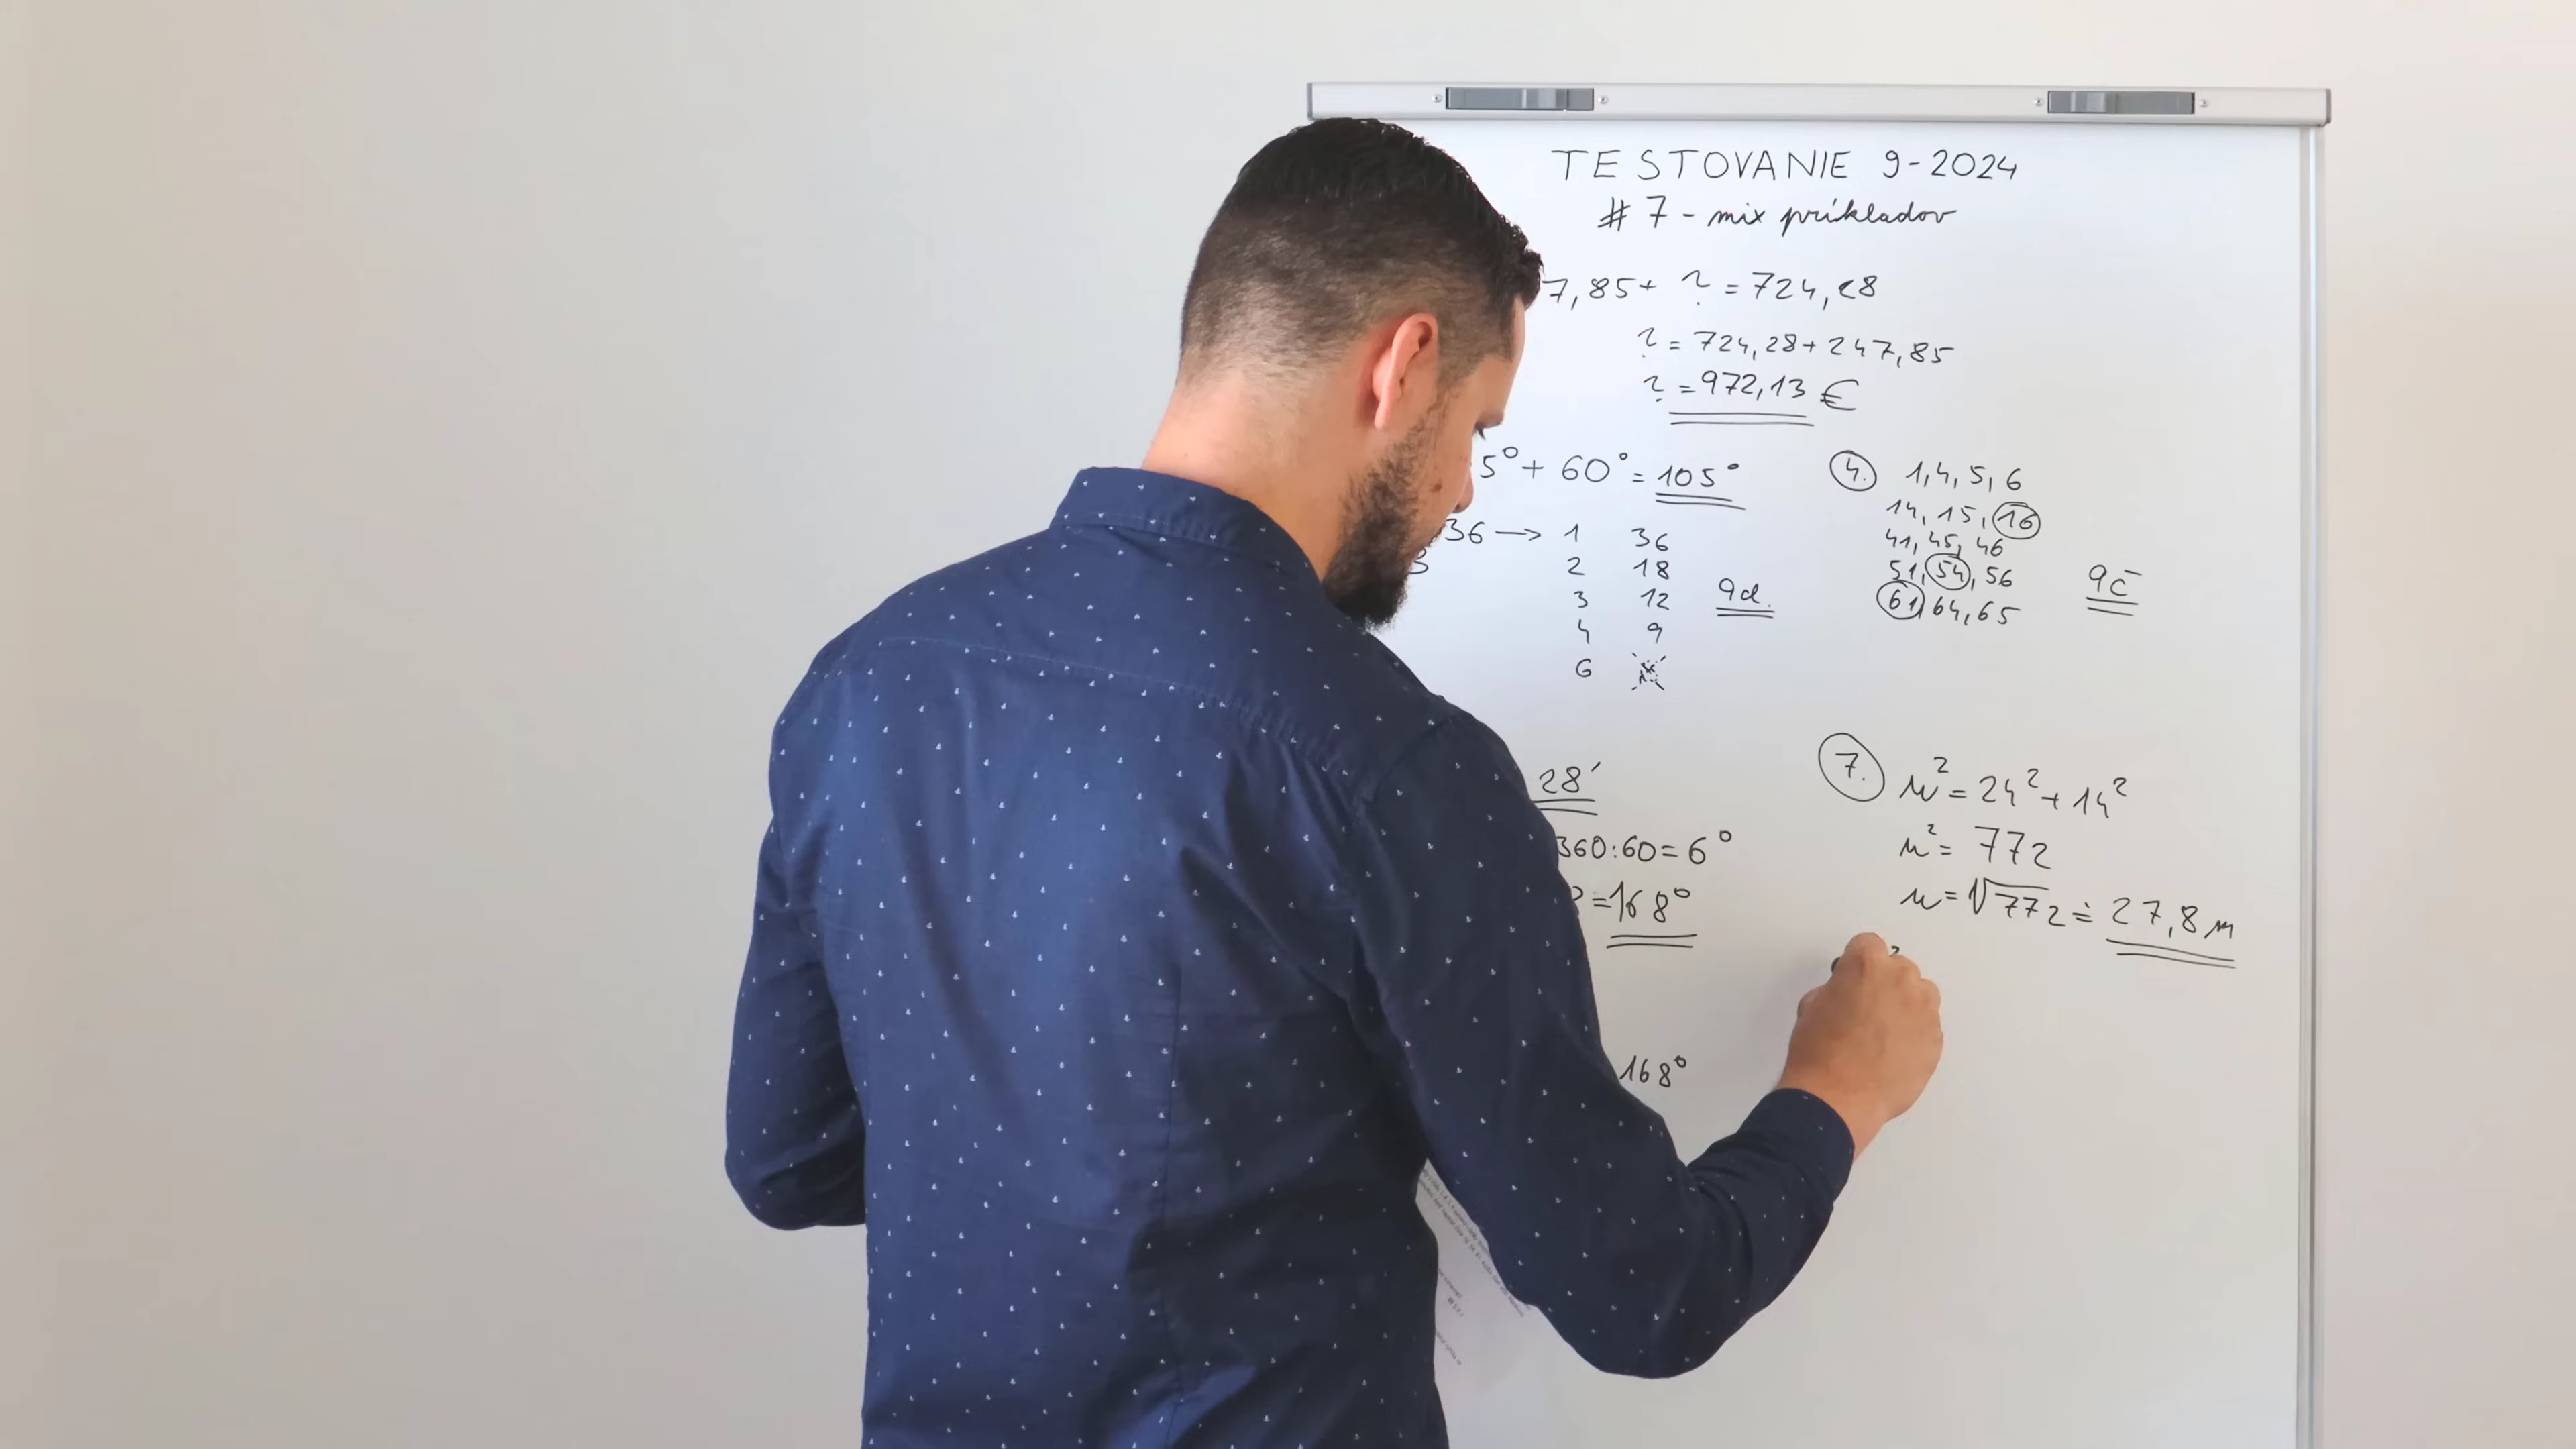 TESTOVANIE 9-2024
# 7 - mix príkladov
7,85 + ? = 724,28
? = 724,28 + 247,85
? = 972,13 €
5° + 60° = 105°
36 → 1 36
2 18
3 12
4 9
6
9d.
4. 1,4,5,6
14, 15, 16
41, 45, 46
51, 54, 56
61, 64, 65
9č
28´
360:60=6°
=168°
168°
7. u² = 24² + 14²
u² = 772
u = √772 ≐ 27,8 m